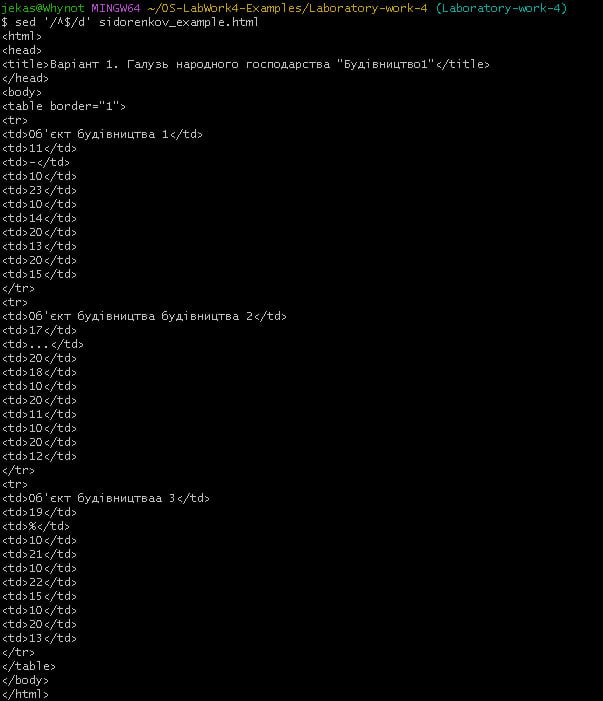 jekas@Whynot MINGW64 ~/OS-LabWork4-Examples/Laboratory-work-4 (Laboratory-work-4)
$ sed '/^$/d' sidorenkov_example.html
<html>
<head>
<title>Варіант 1. Галузь народного господарства "Будівництво1"</title>
</head>
<body>
<table border="1">
<tr>
<td>Об'єкт будівництва 1</td>
<td>11</td>
<td>-</td>
<td>10</td>
<td>23</td>
<td>10</td>
<td>14</td>
<td>20</td>
<td>13</td>
<td>20</td>
<td>15</td>
</tr>
<tr>
<td>Об'єкт будівництва будівництва 2</td>
<td>17</td>
<td>...</td>
<td>20</td>
<td>18</td>
<td>10</td>
<td>20</td>
<td>11</td>
<td>10</td>
<td>20</td>
<td>12</td>
</tr>
<tr>
<td>Об'єкт будівництваа 3</td>
<td>19</td>
<td>%</td>
<td>10</td>
<td>21</td>
<td>10</td>
<td>22</td>
<td>15</td>
<td>10</td>
<td>20</td>
<td>13</td>
</tr>
</table>
</body>
</html>